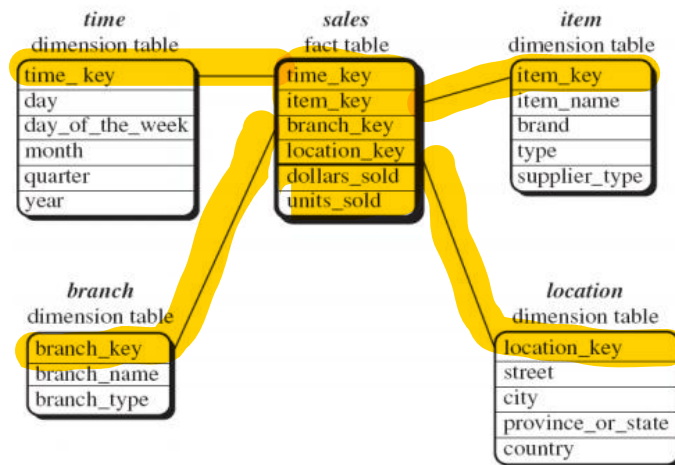 time
dimension table
time_ key
day
day_of_the_week
month
quarter
year
sales
fact table
time_key
item_key
branch_key
location_key
dollars_sold
units_sold
item
dimension table
item_key
item_name
brand
type
supplier_type
branch
dimension table
branch_key
branch_name
branch_type
location
dimension table
location_key
street
city
province_or_state
country